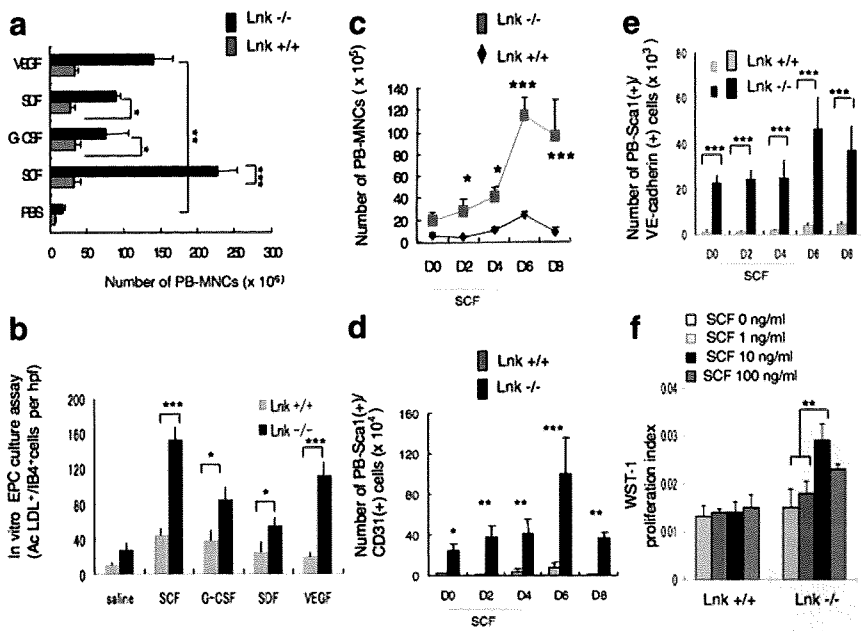 a
Lnk -/-
Lnk +/+
VEGF
SDF
G-CSF
SCF
PBS
*
*
**
***
0 50 100 150 200 250 300
Number of PB-MNCs (x 10⁶)
b
In vitro EPC culture assay
(Ac LDL⁺/IB4⁺cells per hpf)
200
160
120
80
40
0
Lnk +/+
Lnk -/-
***
*
*
***
saline SCF G-CSF SDF VEGF
c
Lnk -/-
Lnk +/+
Number of PB-MNCs (x 10⁵)
140
120
100
80
60
40
20
0
*
*
***
***
D0 D2 D4 D6 D8
SCF
d
Lnk +/+
Lnk -/-
Number of PB-Sca1(+)/
CD31(+) cells (x 10⁴)
160
120
80
40
0
*
**
**
***
**
D0 D2 D4 D6 D8
SCF
e
Lnk +/+
Lnk -/-
Number of PB-Sca1(+)/
VE-cadherin (+) cells (x 10³)
80
60
40
20
0
***
***
***
***
***
D0 D2 D4 D6 D8
SCF
f
SCF 0 ng/ml
SCF 1 ng/ml
SCF 10 ng/ml
SCF 100 ng/ml
WST-1
proliferation index
0.04
0.03
0.02
0.01
0
**
Lnk +/+ Lnk -/-